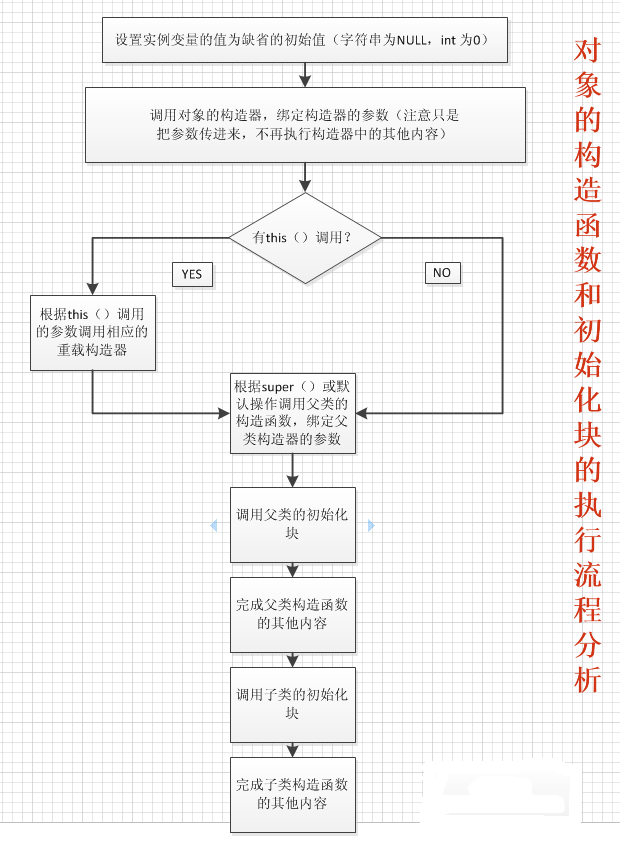 设置实例变量的值为缺省的初始值（字符串为NULL，int 为0）
调用对象的构造器，绑定构造器的参数（注意只是
把参数传进来，不再执行构造器中的其他内容）
有this（）调用？
YES
NO
根据this（）调用
的参数调用相应的
重载构造器
根据super（）或默
认操作调用父类的
构造函数，绑定父
类构造器的参数
调用父类的初始化
块
完成父类构造函数
的其他内容
调用子类的初始化
块
完成子类构造函数
的其他内容
对象的构造函数和初始化块的执行流程分析